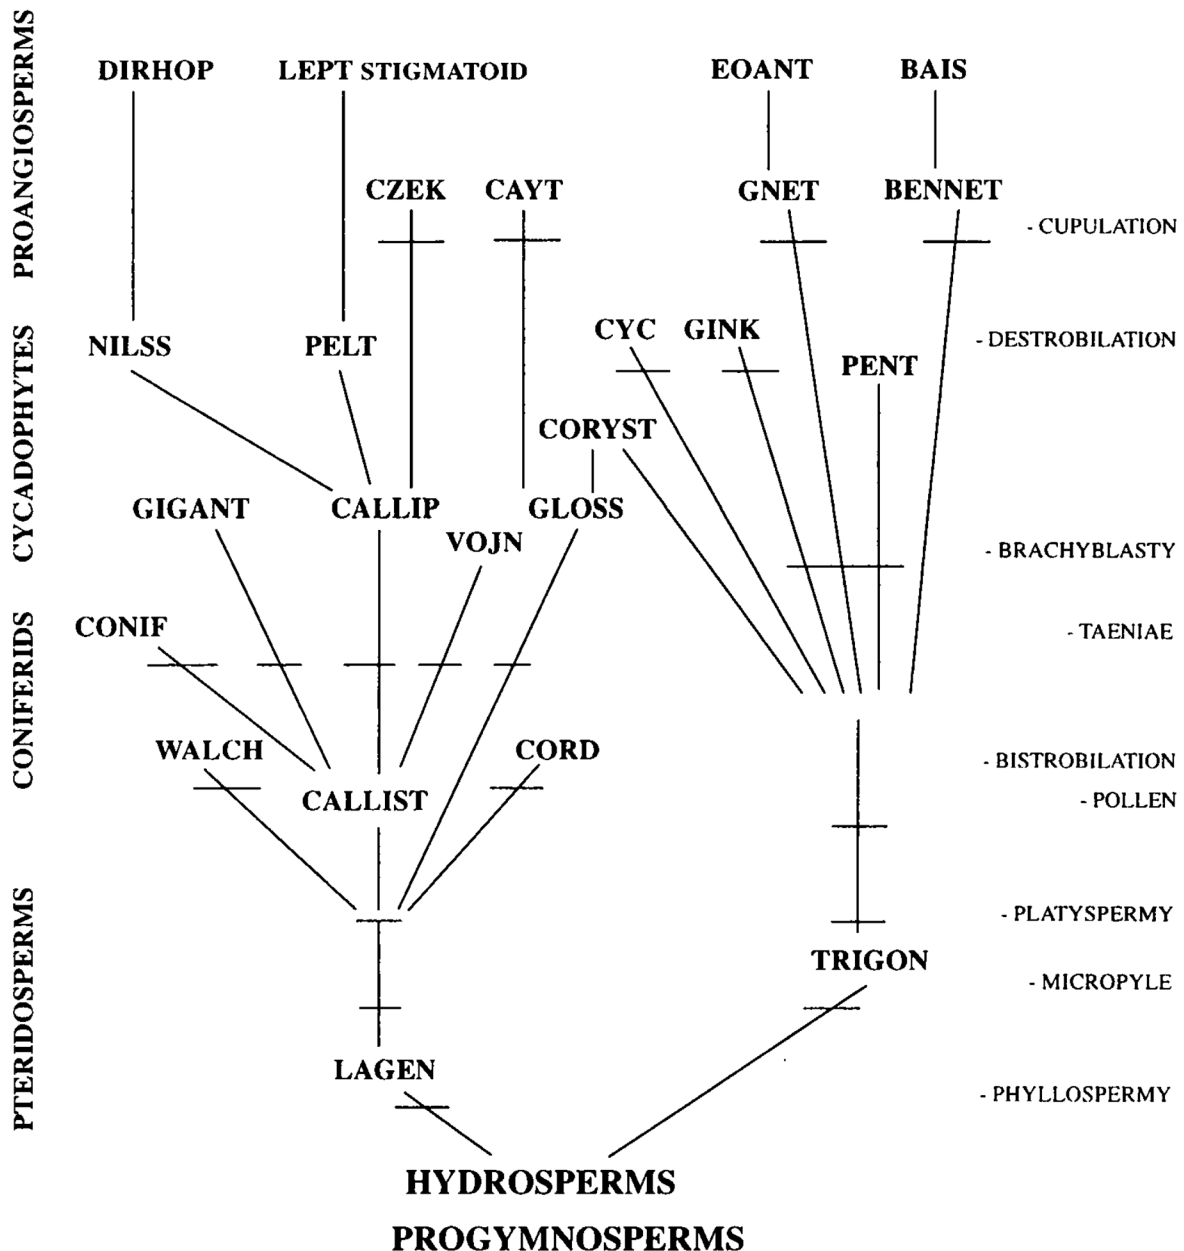 PROANGIOSPERMS
CYCADOPHYTES
CONIFERIDS
PTERIDOSPERMS
DIRHOP LEPT STIGMATOID EOANT BAIS
CZEK CAYT GNET BENNET
- CUPULATION
NILSS PELT CYC GINK - DESTROBILATION
PENT
CORYST
GIGANT CALLIP GLOSS
VOJN - BRACHYBLASTY
CONIF - TAENIAE
WALCH CORD - BISTROBILATION
CALLIST - POLLEN
- PLATYSPERMY
TRIGON
- MICROPYLE
LAGEN
- PHYLLOSPERMY
HYDROSPERMS
PROGYMNOSPERMS